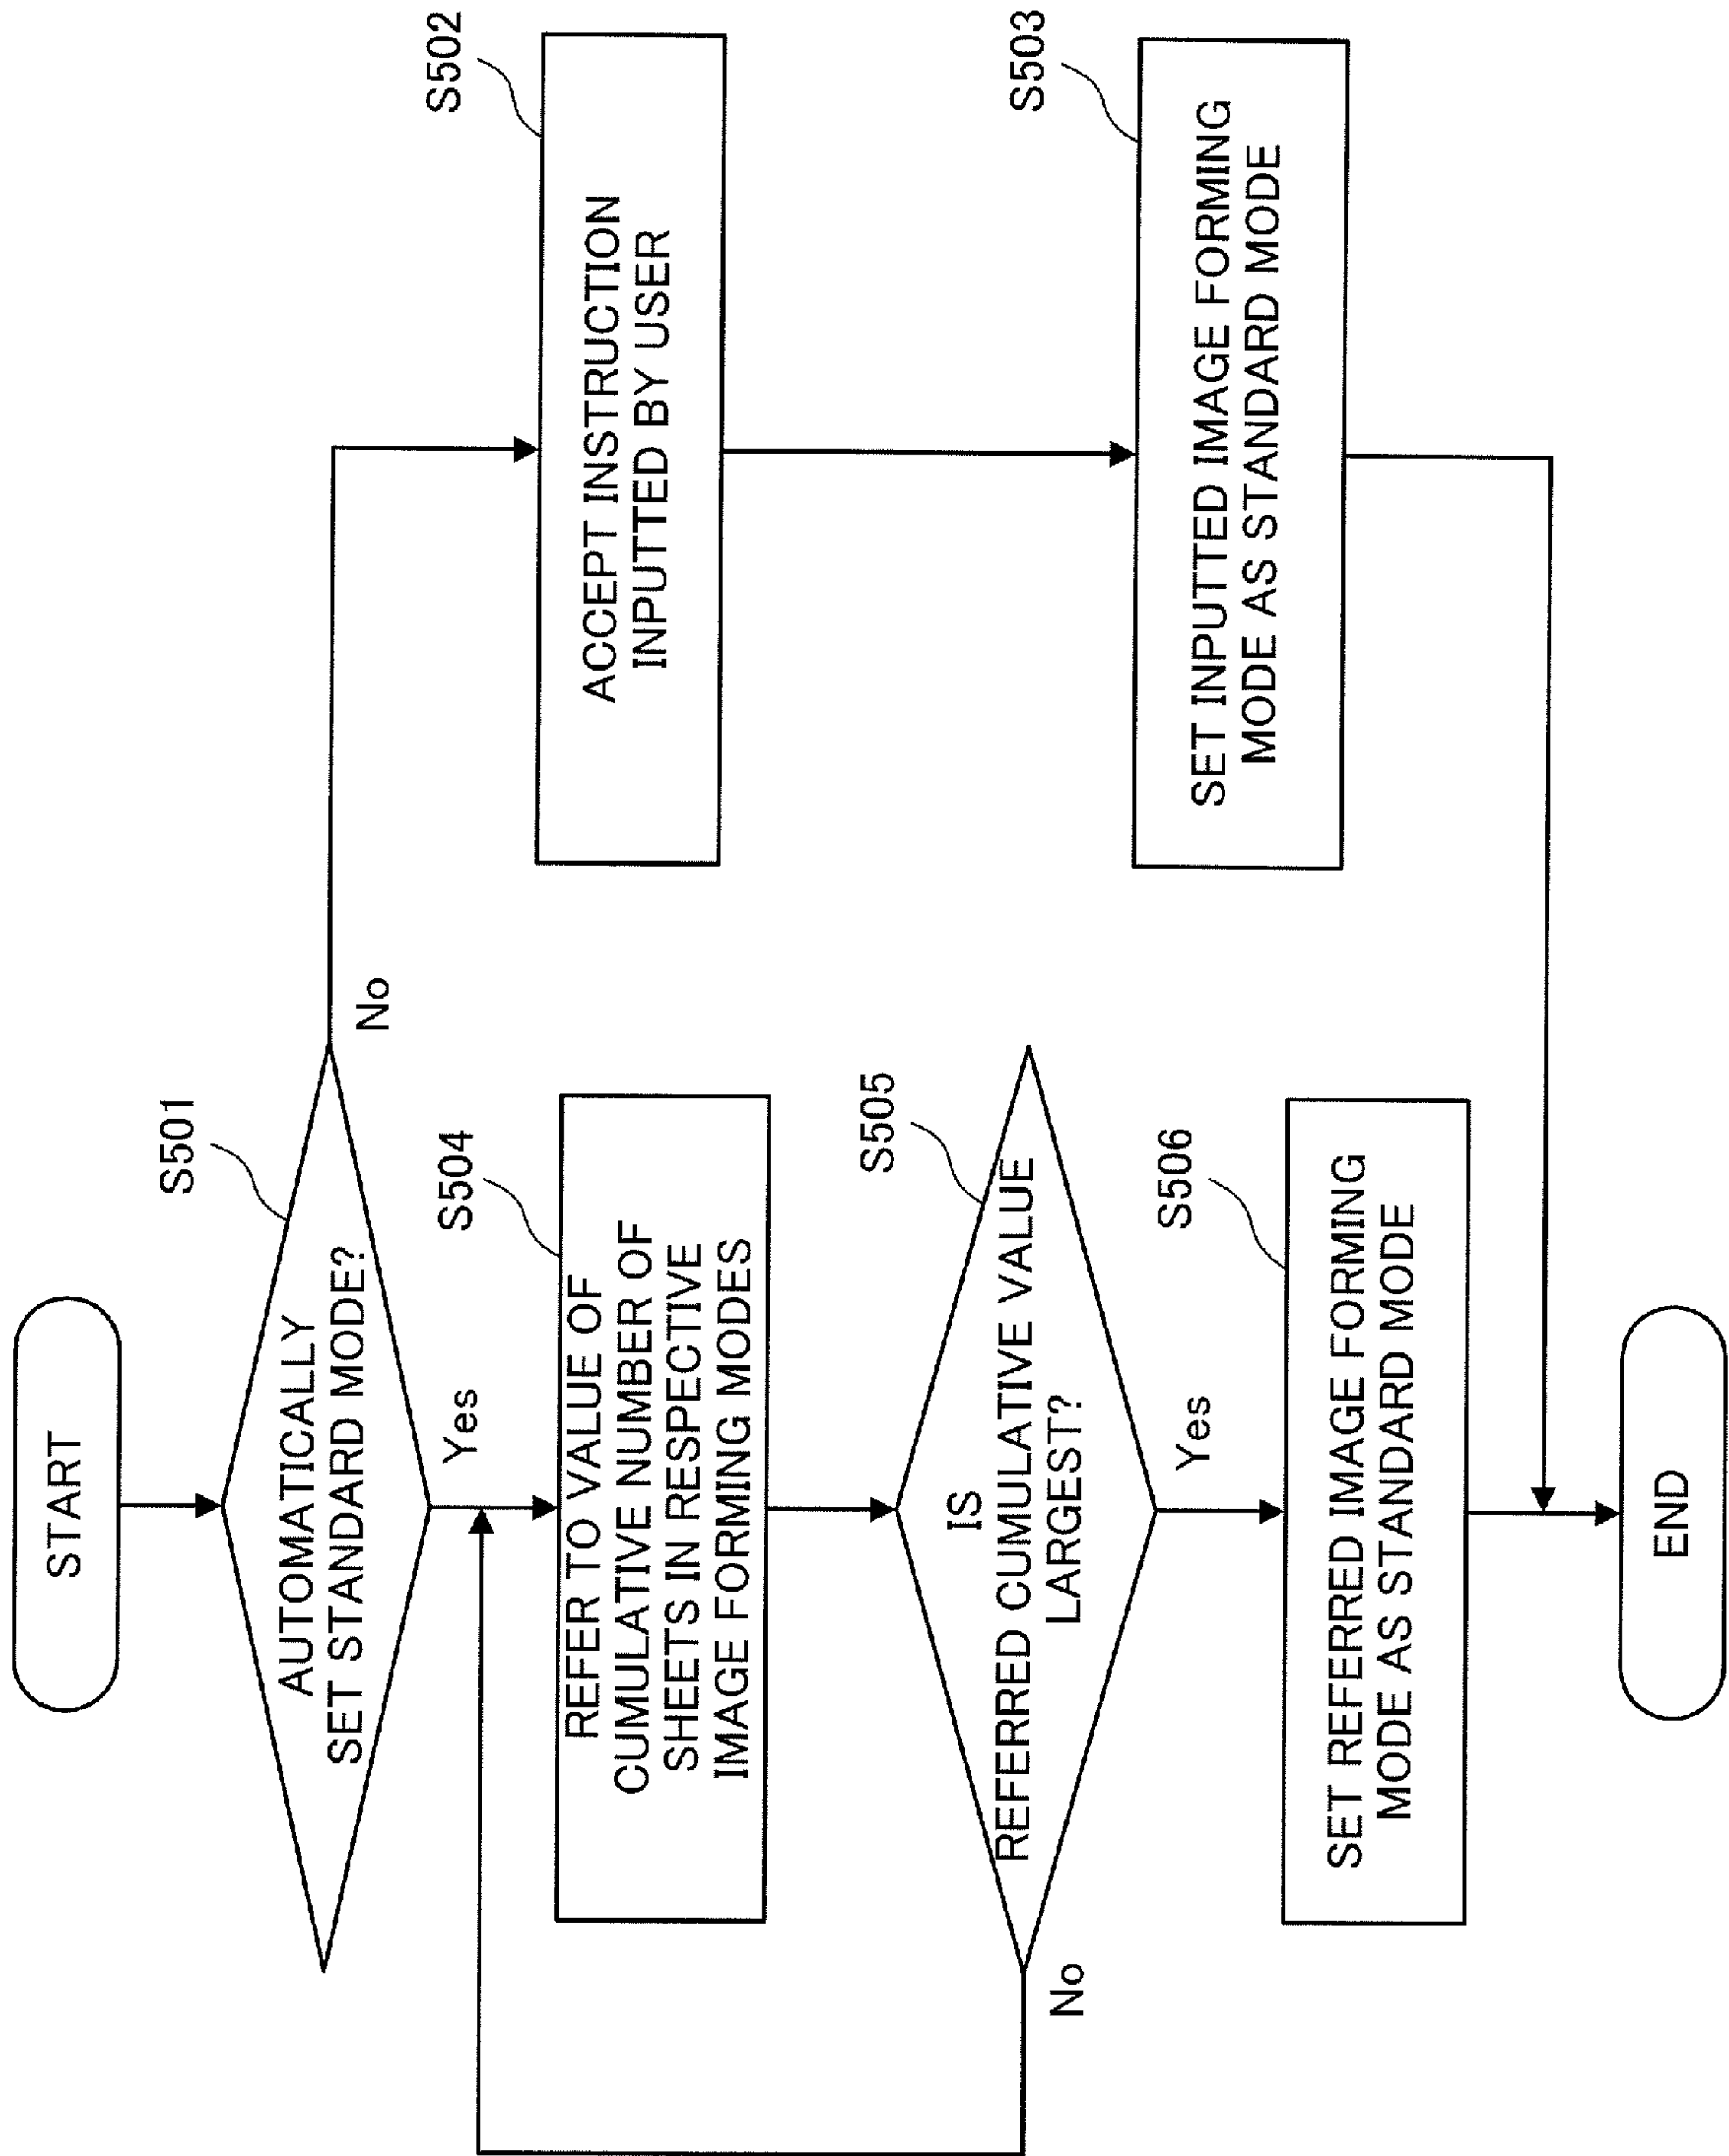 START
S501
AUTOMATICALLY
SET STANDARD MODE?
No
Yes
S502
ACCEPT INSTRUCTION
INPUTTED BY USER
S504
REFER TO VALUE OF
CUMULATIVE NUMBER OF
SHEETS IN RESPECTIVE
IMAGE FORMING MODES
S505
IS
REFERRED CUMULATIVE VALUE
LARGEST?
No
Yes
S503
SET INPUTTED IMAGE FORMING
MODE AS STANDARD MODE
S506
SET REFERRED IMAGE FORMING
MODE AS STANDARD MODE
END